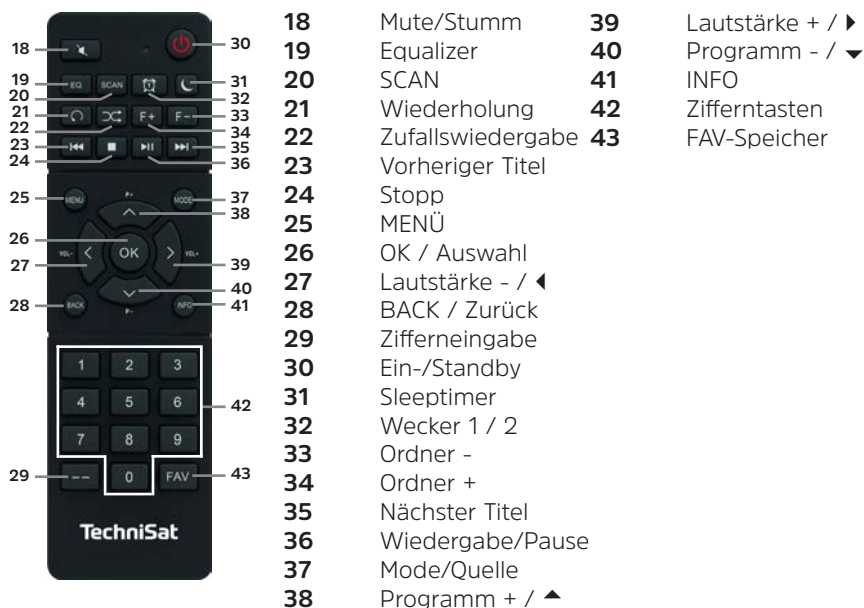 18
30
19
EQ
SCAN
1
31
20
32
21
F+
F-
33
22
34
23
35
24
36
25
MENU
P+
MODE
37
38
26
VOL-
OK
VOL+
27
39
28
BACK
P-
INFO
40
41
1 2 3
4 5 6
42
7 8 9
29
-- 0 FAV
43
TechniSat
18 Mute/Stumm
19 Equalizer
20 SCAN
21 Wiederholung
22 Zufallswiedergabe
23 Vorheriger Titel
24 Stopp
25 MENÜ
26 OK / Auswahl
27 Lautstärke - / ◀
28 BACK / Zurück
29 Zifferneingabe
30 Ein-/Standby
31 Sleeptimer
32 Wecker 1 / 2
33 Ordner -
34 Ordner +
35 Nächster Titel
36 Wiedergabe/Pause
37 Mode/Quelle
38 Programm + / ▲
39 Lautstärke + / ▶
40 Programm - / ▼
41 INFO
42 Zifferntasten
43 FAV-Speicher